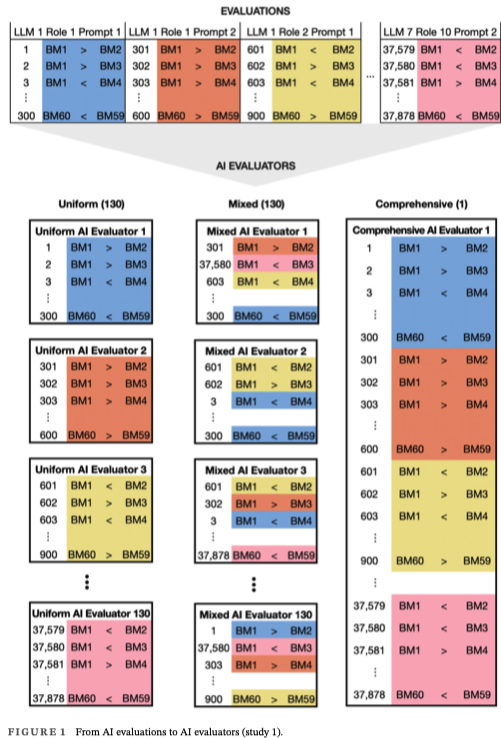 EVALUATIONS
LLM 1 Role 1 Prompt 1 LLM 1 Role 1 Prompt 2 LLM 1 Role 2 Prompt 1 LLM 7 Role 10 Prompt 2
1 BM1 > BM2 301 BM1 > BM2 601 BM1 < BM2 37,579 BM1 < BM2
2 BM1 > BM3 302 BM1 > BM3 602 BM1 > BM3 37,580 BM1 < BM3
3 BM1 < BM4 303 BM1 > BM4 603 BM1 < BM4 ... 37,581 BM1 > BM4
⋮ ⋮ ⋮ ⋮
300 BM60 < BM59 600 BM60 > BM59 900 BM60 > BM59 37,878 BM60 < BM59
AI EVALUATORS
Uniform (130)
Uniform AI Evaluator 1
1 BM1 > BM2
2 BM1 > BM3
3 BM1 < BM4
⋮
300 BM60 < BM59
Uniform AI Evaluator 2
301 BM1 > BM2
302 BM1 > BM3
303 BM1 > BM4
⋮
600 BM60 > BM59
Uniform AI Evaluator 3
601 BM1 < BM2
602 BM1 > BM3
603 BM1 < BM4
⋮
900 BM60 > BM59
⋮
Uniform AI Evaluator 130
37,579 BM1 < BM2
37,580 BM1 < BM3
37,581 BM1 > BM4
⋮
37,878 BM60 < BM59
Mixed (130)
Mixed AI Evaluator 1
301 BM1 > BM2
37,580 BM1 < BM3
603 BM1 < BM4
⋮
300 BM60 < BM59
Mixed AI Evaluator 2
601 BM1 < BM2
602 BM1 > BM3
3 BM1 < BM4
⋮
300 BM60 < BM59
Mixed AI Evaluator 3
601 BM1 < BM2
302 BM1 > BM3
3 BM1 < BM4
⋮
37,878 BM60 < BM59
⋮
Mixed AI Evaluator 130
1 BM1 > BM2
37,580 BM1 < BM3
303 BM1 > BM4
⋮
900 BM60 > BM59
Comprehensive (1)
Comprehensive AI Evaluator 1
1 BM1 > BM2
2 BM1 > BM3
3 BM1 < BM4
⋮
300 BM60 < BM59
301 BM1 > BM2
302 BM1 > BM3
303 BM1 > BM4
⋮
600 BM60 > BM59
601 BM1 < BM2
602 BM1 > BM3
603 BM1 < BM4
⋮
900 BM60 > BM59
⋮
37,579 BM1 < BM2
37,580 BM1 < BM3
37,581 BM1 > BM4
⋮
37,878 BM60 < BM59
FIGURE 1 From AI evaluations to AI evaluators (study 1).